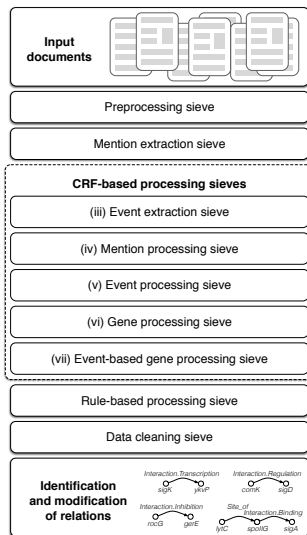 Input
documents
Preprocessing sieve
Mention extraction sieve
CRF-based processing sieves
(iii) Event extraction sieve
(iv) Mention processing sieve
(v) Event processing sieve
(vi) Gene processing sieve
(vii) Event-based gene processing sieve
Rule-based processing sieve
Data cleaning sieve
Identification
and modification
of relations
Interaction.Transcription
sigK ykvP
Interaction.Regulation
comK sigD
Interaction.Inhibition
rocG gerE
Site_of
Interaction.Binding
lytC spoIIG sigA